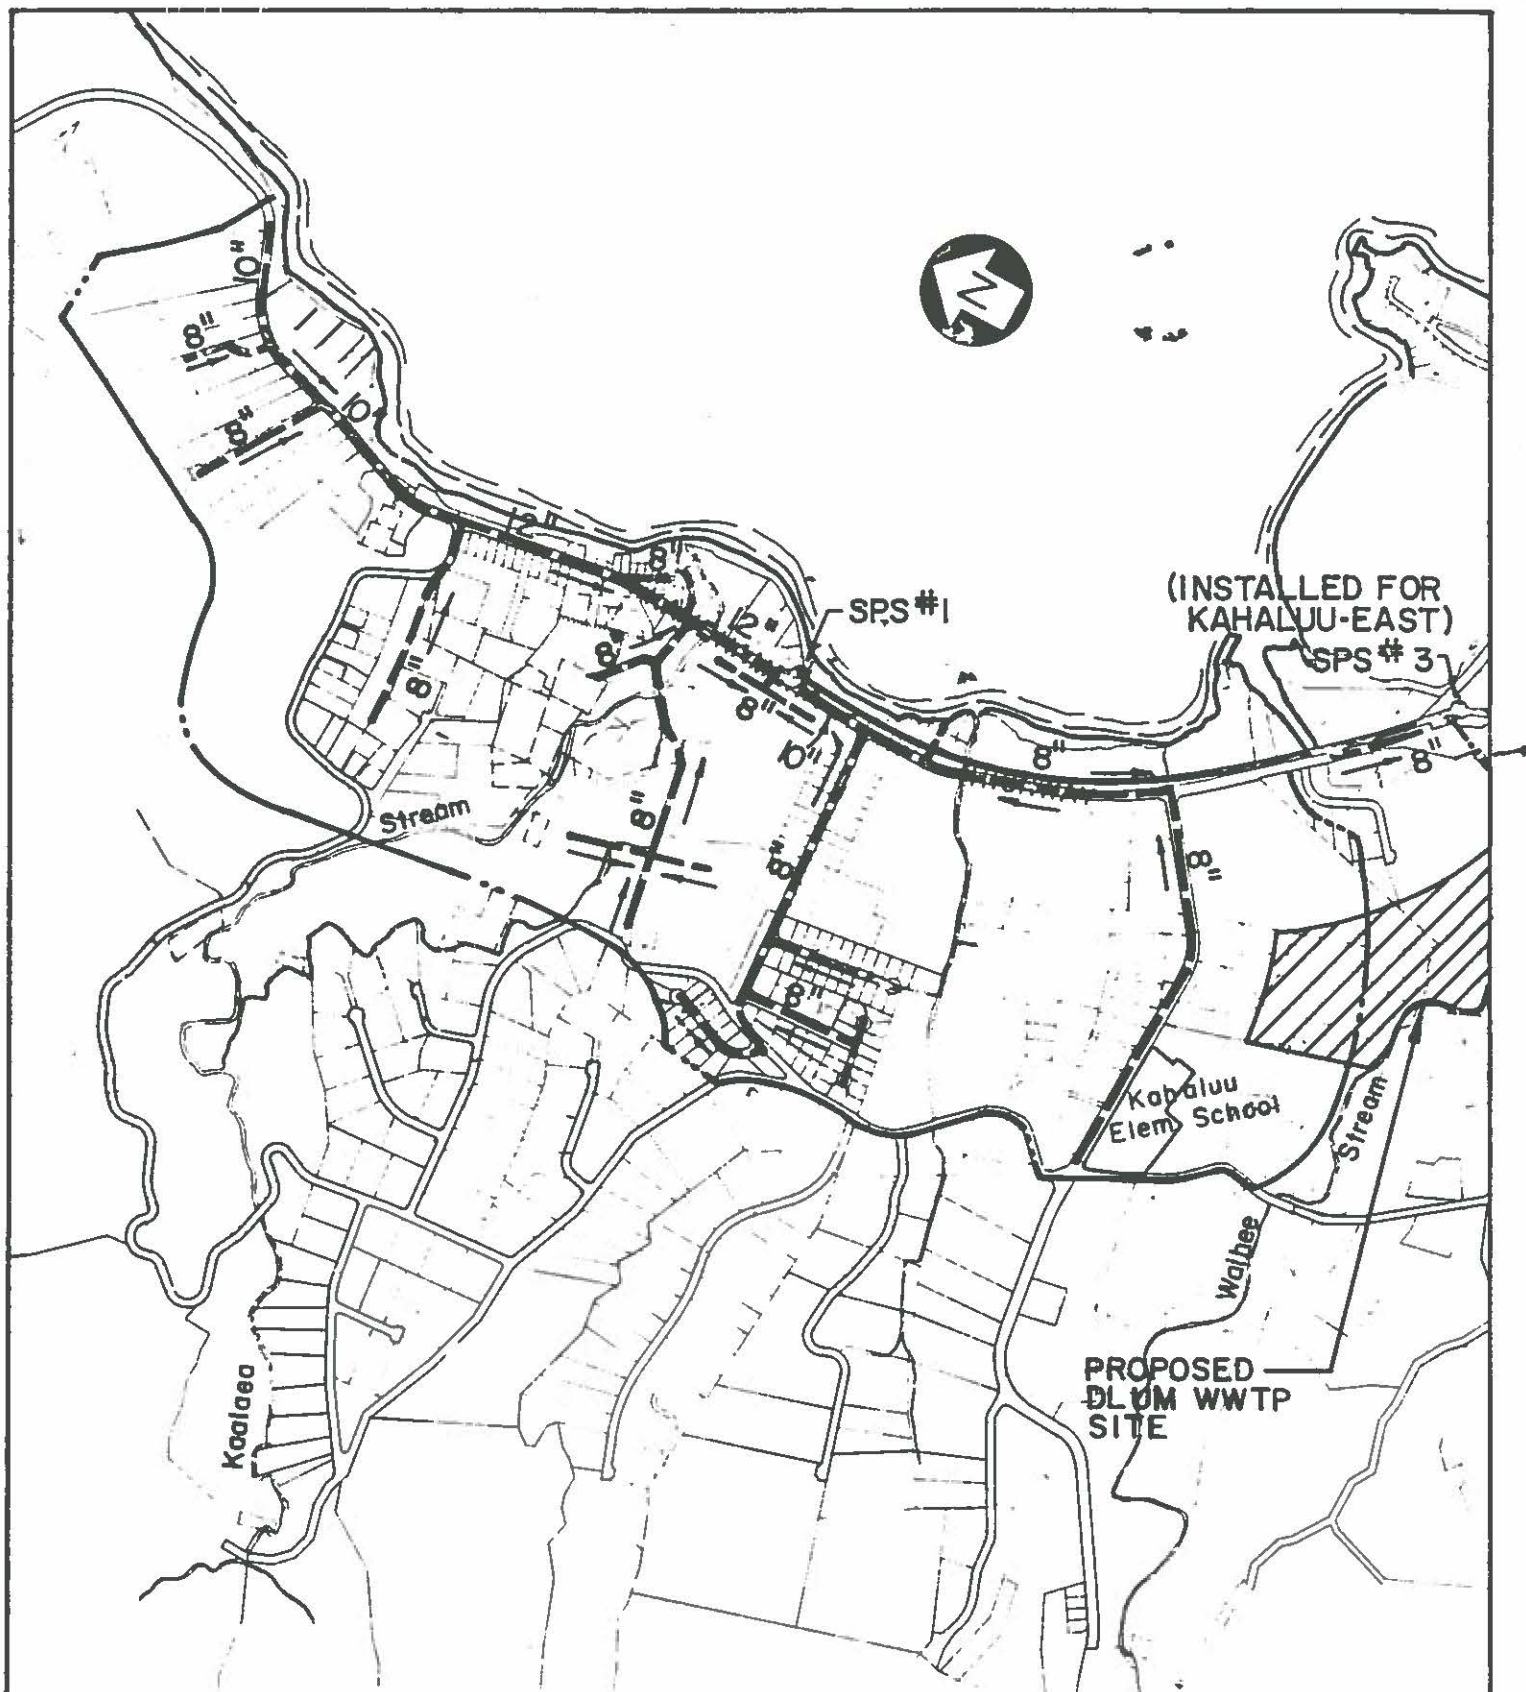 10"
8"
8"
10
12"
8"
12"
SPS #1
(INSTALLED FOR
KAHALUU-EAST)
SPS # 3
8"
8"
8"
10"
8"
8"
Stream
8"
8"
8"
8"
N
Kahaluu
Elem. School
Stream
Waihee
PROPOSED
DLUM WWTP
SITE
Kaalaea